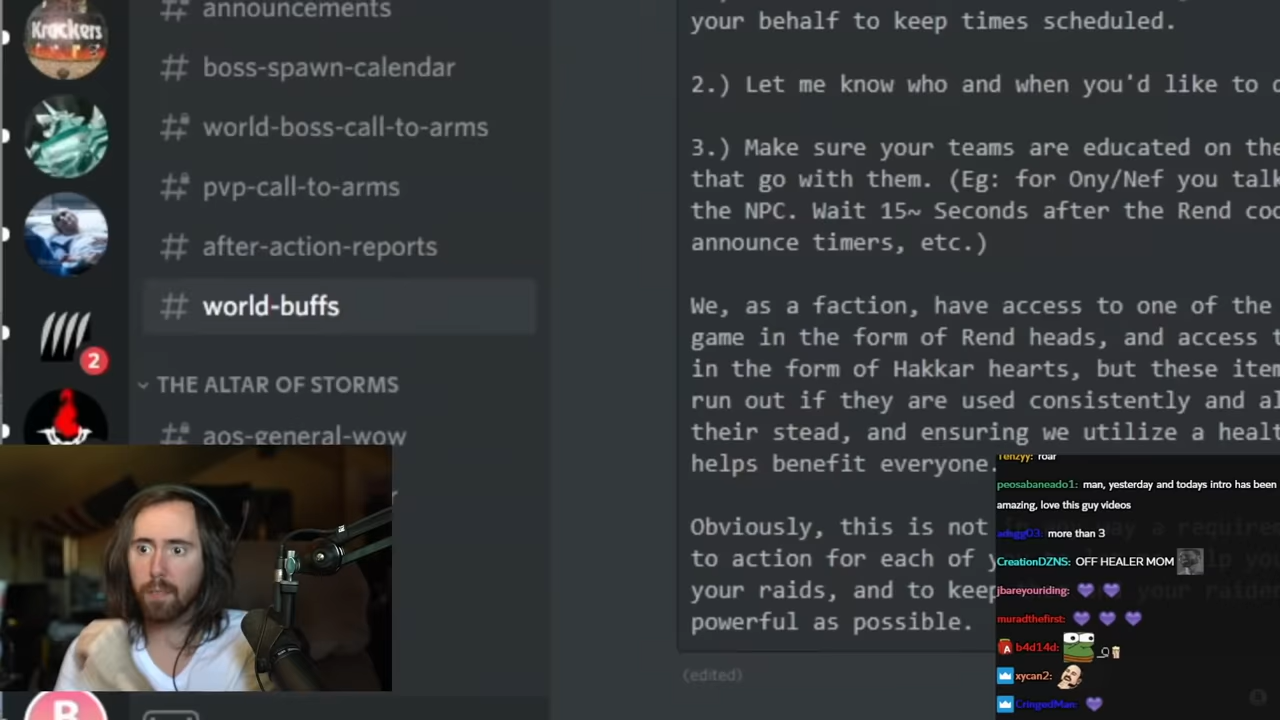 Krackers
announcements
boss-spawn-calendar
world-boss-call-to-arms
pvp-call-to-arms
after-action-reports
world-buffs
2
THE ALTAR OF STORMS
aos-general-wow
B
your behalf to keep times scheduled.
2.) Let me know who and when you'd like to
3.) Make sure your teams are educated on the
that go with them. (Eg: for Ony/Nef you talk
the NPC. Wait 15~ Seconds after the Rend
announce timers, etc.)
We, as a faction, have access to one of the
game in the form of Rend heads, and access
in the form of Hakkar hearts, but these
run out if they are used consistently and
their stead, and ensuring we utilize a
helps benefit everyone.
Obviously, this is not
to action for each of
your raids, and to keep your
powerful as possible.
(edited)
Tenzyy: roar
peosabaneado1: man, yesterday and todays intro has been
amazing, love this guy videos
more than 3
CreationDZNS: OFF HEALER MOM
jbareyouriding:
muradthefirst:
b4d14d:
xycan2:
CringedMan: